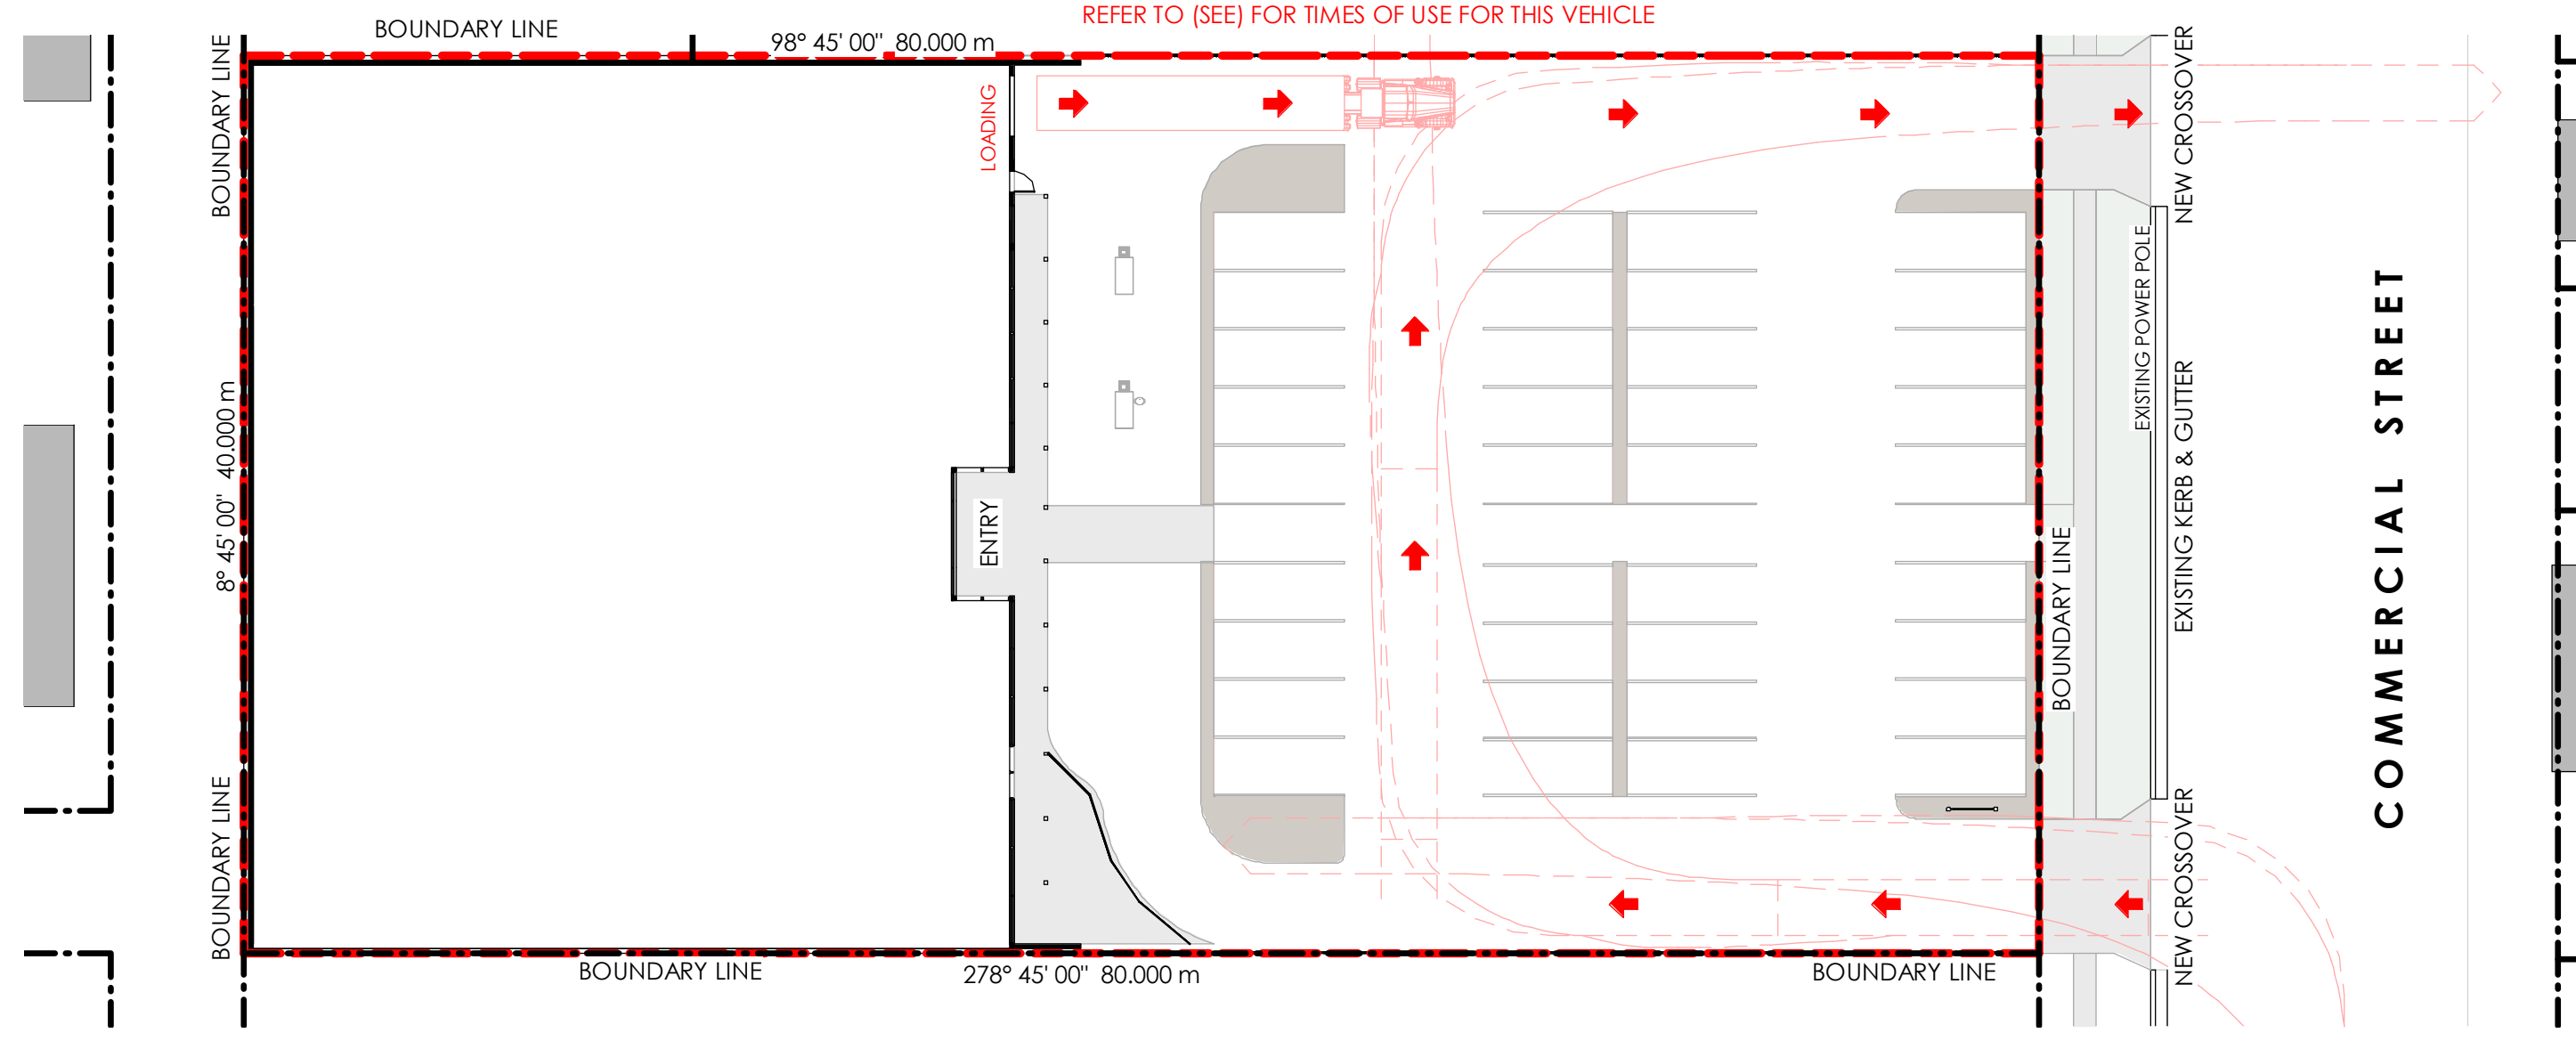 REFER TO (SEE) FOR TIMES OF USE FOR THIS VEHICLE
BOUNDARY LINE
98° 45' 00" 80.000 m
BOUNDARY LINE
LOADING
NEW CROSSOVER
EXISTING POWER POLE
8° 45' 00" 40.000 m
ENTRY
BOUNDARY LINE
EXISTING KERB & GUTTER
COMMERCIAL STREET
BOUNDARY LINE
NEW CROSSOVER
BOUNDARY LINE
278° 45' 00" 80.000 m
BOUNDARY LINE